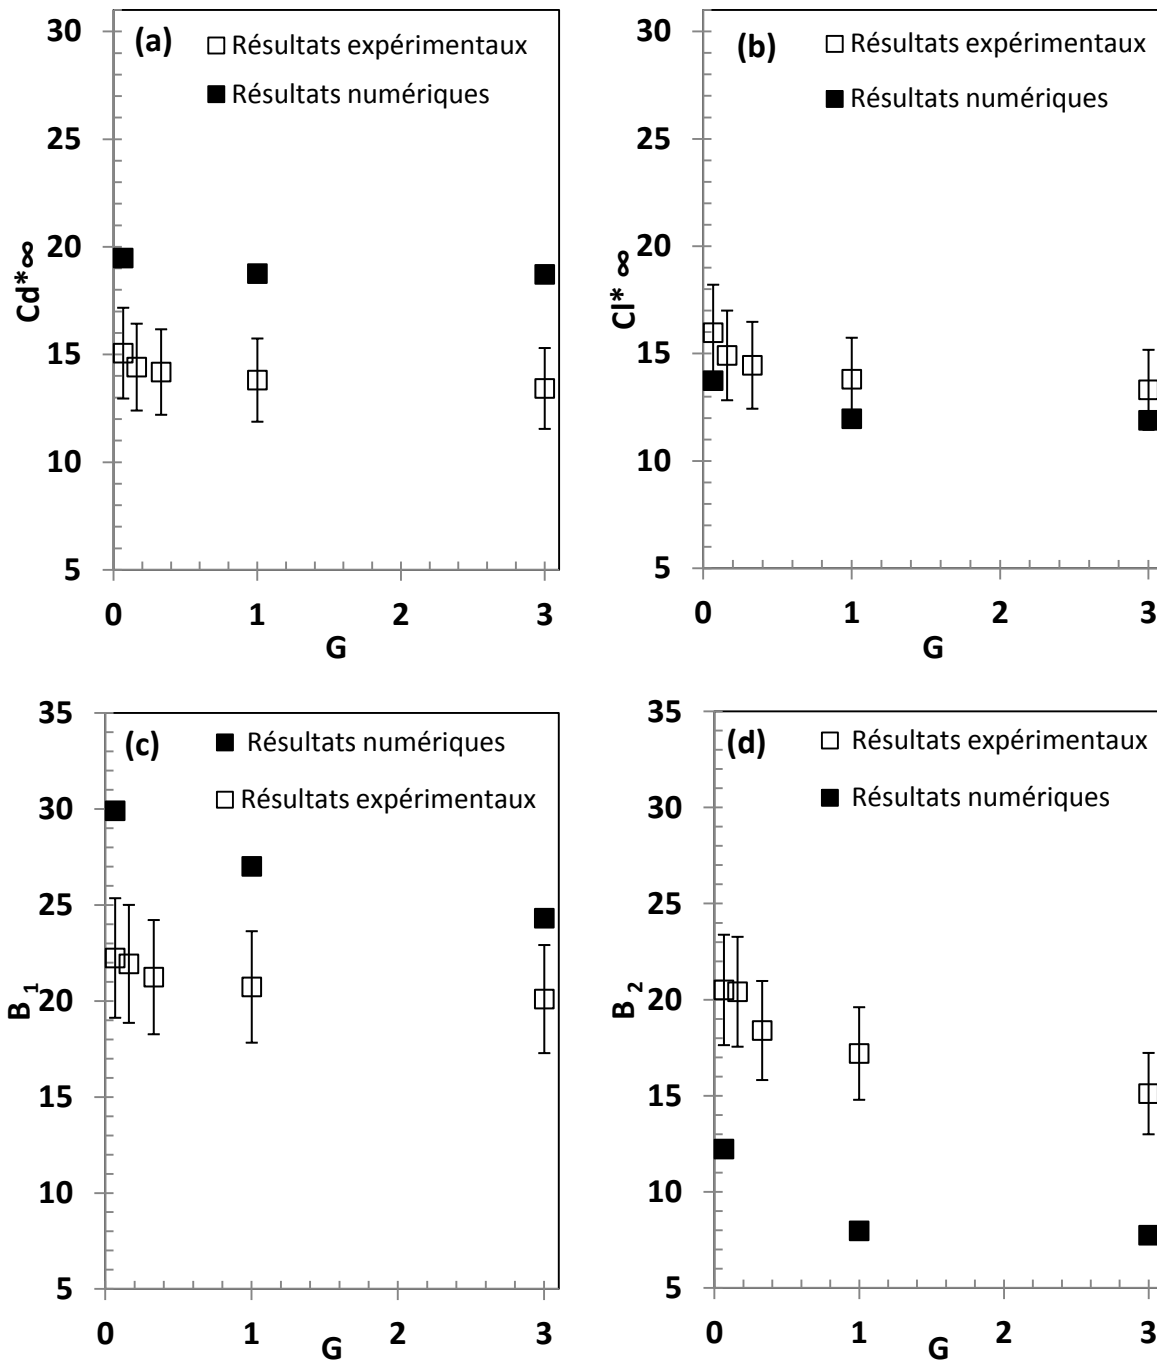 (a)
Résultats expérimentaux
Résultats numériques
30
25
20
15
10
5
Cd*∞
0 1 2 3
G
(b)
Résultats expérimentaux
Résultats numériques
30
25
20
15
10
5
Cl* ∞
0 1 2 3
G
(c)
Résultats numériques
Résultats expérimentaux
35
30
25
20
15
10
5
B1
0 1 2 3
G
(d)
Résultats expérimentaux
Résultats numériques
35
30
25
20
15
10
5
B2
0 1 2 3
G